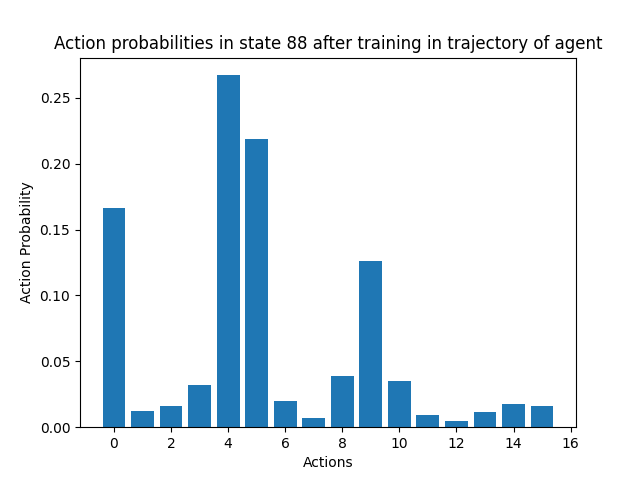 Action probabilities in state 88 after training in trajectory of agent
0.25
0.20
0.15
0.10
0.05
0.00
Action Probability
0 2 4 6 8 10 12 14 16
Actions